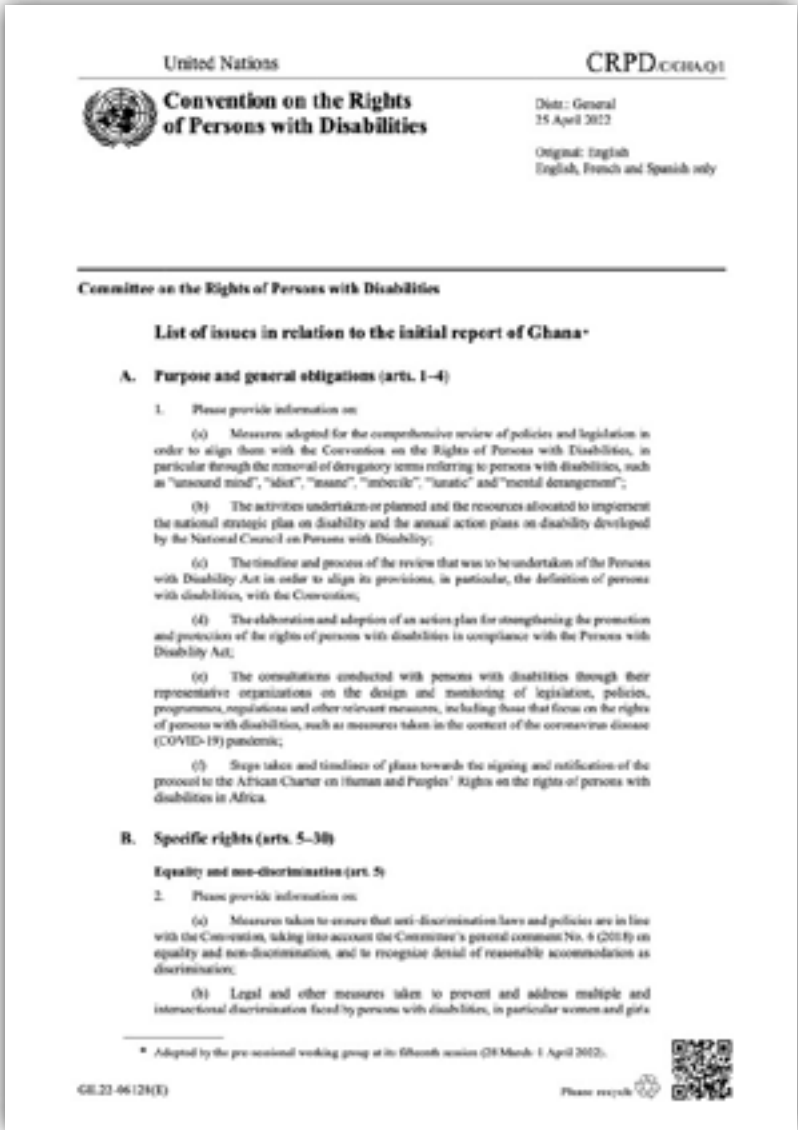 United Nations
CRPD/C/GHA/Q/1
Convention on the Rights
of Persons with Disabilities
Distr.: General
25 April 2022
Original: English
English, French and Spanish only
Committee on the Rights of Persons with Disabilities
List of issues in relation to the initial report of Ghana*
A. Purpose and general obligations (arts. 1–4)
1. Please provide information on:
(a) Measures adopted for the comprehensive review of policies and legislation in
order to align them with the Convention on the Rights of Persons with Disabilities, in
particular through the removal of derogatory terms referring to persons with disabilities, such
as “unsound mind”, “idiot”, “insane”, “imbecile”, “lunatic” and “mental derangement”;
(b) The activities undertaken or planned and the resources allocated to implement
the national strategic plan on disability and the annual action plans on disability developed
by the National Council on Persons with Disability;
(c) The timeline and process of the review that was to be undertaken of the Persons
with Disability Act in order to align its provisions, in particular, the definition of persons
with disabilities, with the Convention;
(d) The elaboration and adoption of an action plan for strengthening the promotion
and protection of the rights of persons with disabilities in compliance with the Persons with
Disability Act;
(e) The consultations conducted with persons with disabilities through their
representative organizations on the design and monitoring of legislation, policies,
programmes, regulations and other relevant measures, including those that focus on the rights
of persons with disabilities, such as measures taken in the context of the coronavirus disease
(COVID-19) pandemic;
(f) Steps taken and timelines of plans towards the signing and ratification of the
protocol to the African Charter on Human and Peoples’ Rights on the rights of persons with
disabilities in Africa.
B. Specific rights (arts. 5–30)
Equality and non-discrimination (art. 5)
2. Please provide information on:
(a) Measures taken to ensure that anti-discrimination laws and policies are in line
with the Convention, taking into account the Committee’s general comment No. 6 (2018) on
equality and non-discrimination, and to recognize denial of reasonable accommodation as
discrimination;
(b) Legal and other measures taken to prevent and address multiple and
intersectional discrimination faced by persons with disabilities, in particular women and girls
* Adopted by the pre-sessional working group at its fifteenth session (28 March–1 April 2022).
GE.22-06128(E)
Please recycle